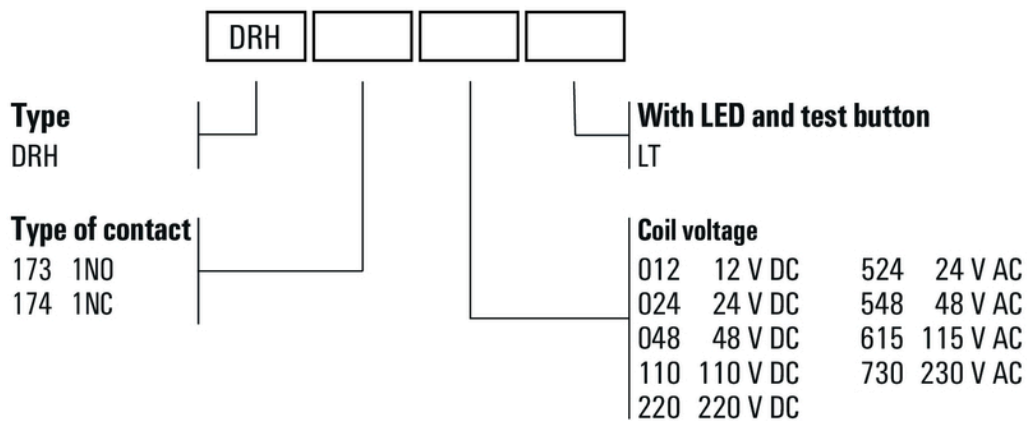 DRH
Type
DRH
With LED and test button
LT
Type of contact
173 1NO
174 1NC
Coil voltage
012 12 V DC 524 24 V AC
024 24 V DC 548 48 V AC
048 48 V DC 615 115 V AC
110 110 V DC 730 230 V AC
220 220 V DC